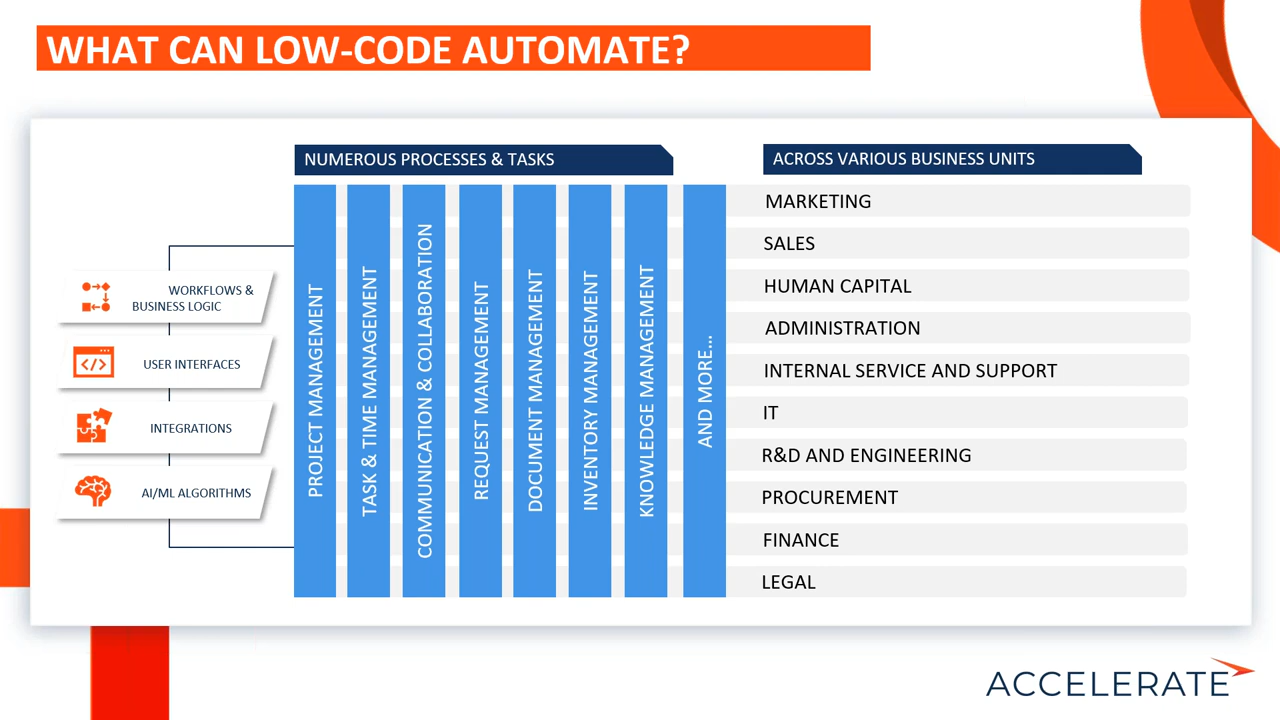 WHAT CAN LOW-CODE AUTOMATE?
NUMEROUS PROCESSES & TASKS
ACROSS VARIOUS BUSINESS UNITS
WORKFLOWS &
BUSINESS LOGIC
USER INTERFACES
INTEGRATIONS
AI/ML ALGORITHMS
PROJECT MANAGEMENT
TASK & TIME MANAGEMENT
COMMUNICATION & COLLABORATION
REQUEST MANAGEMENT
DOCUMENT MANAGEMENT
INVENTORY MANAGEMENT
KNOWLEDGE MANAGEMENT
AND MORE...
MARKETING
SALES
HUMAN CAPITAL
ADMINISTRATION
INTERNAL SERVICE AND SUPPORT
IT
R&D AND ENGINEERING
PROCUREMENT
FINANCE
LEGAL
ACCELERATE